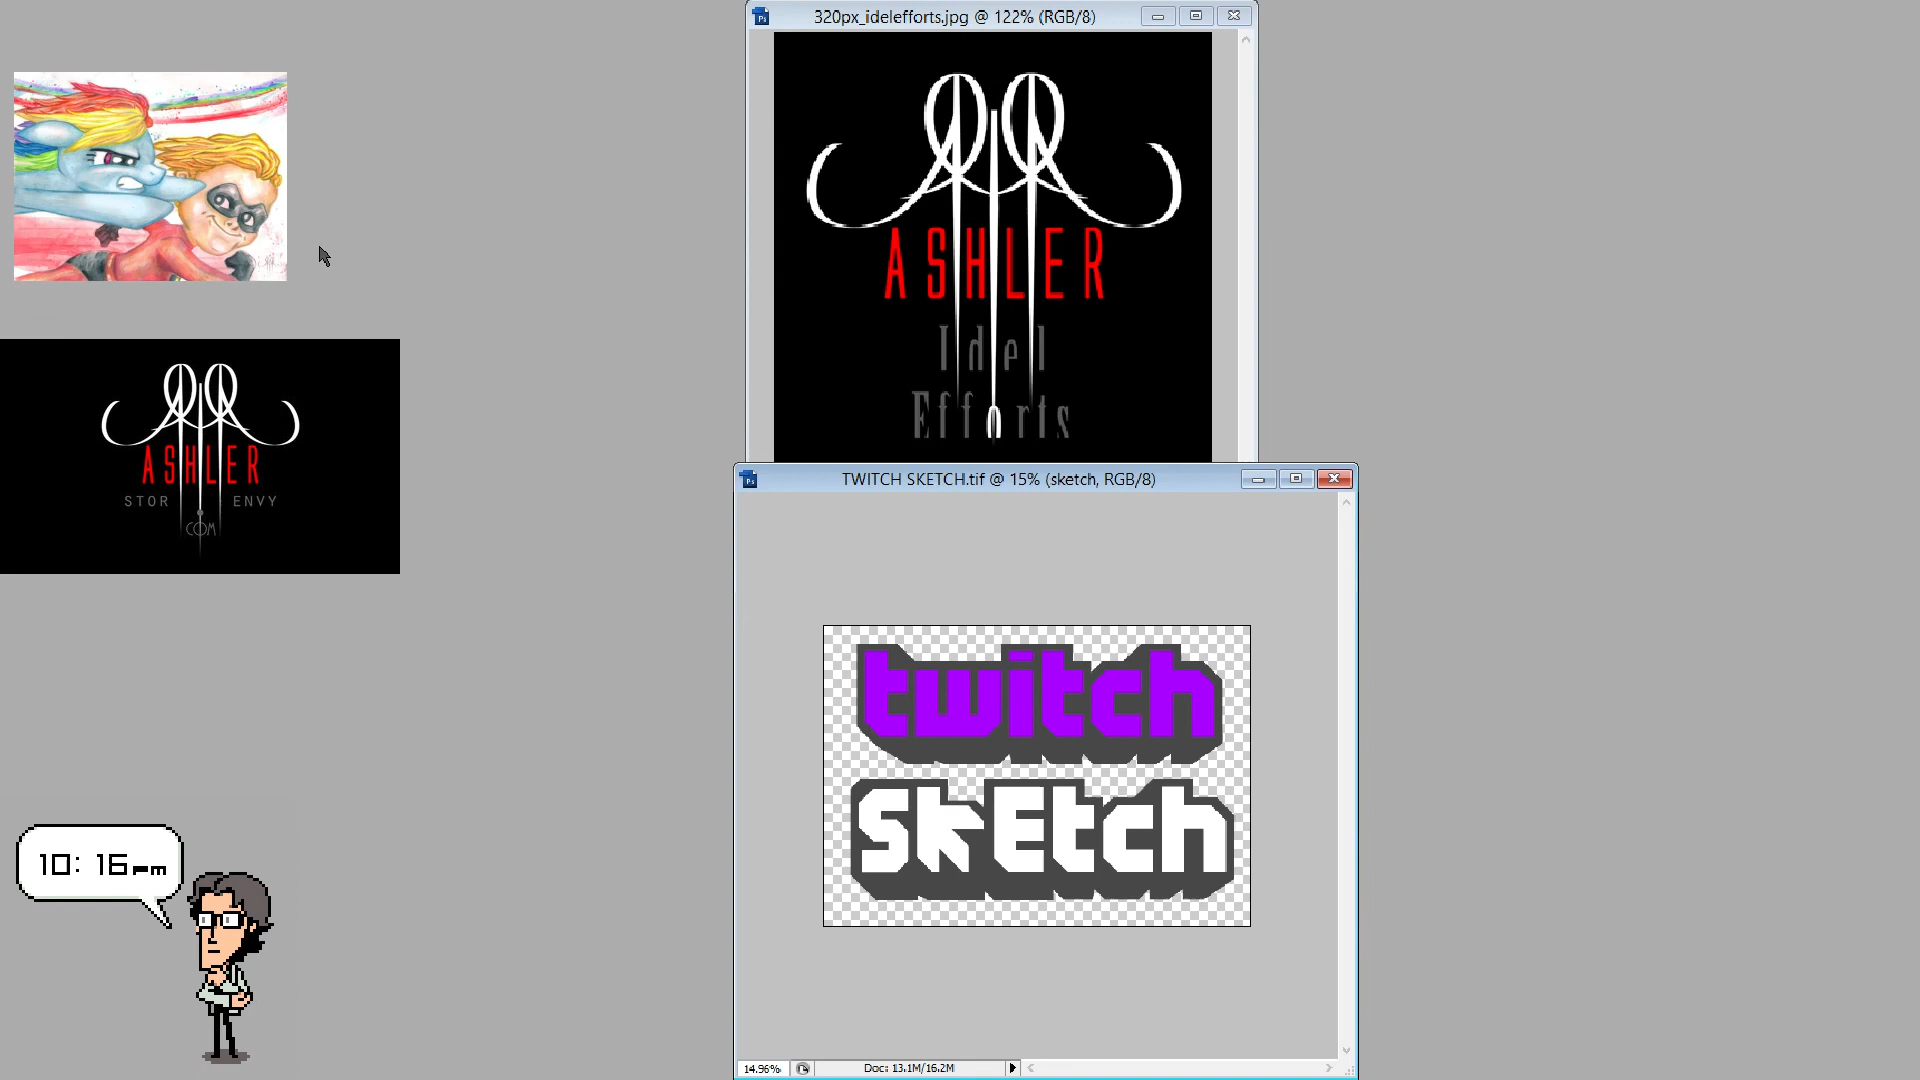 320px_idelefforts.jpg @ 122% (RGB/8)
ASHLER
Idel
Efforts
ASHLER
STOR ENVY
COM
TWITCH SKETCH.tif @ 15% (sketch, RGB/8)
twitch
SkEtch
10: 16pm
14.96%
Doc: 13.1M/16.2M